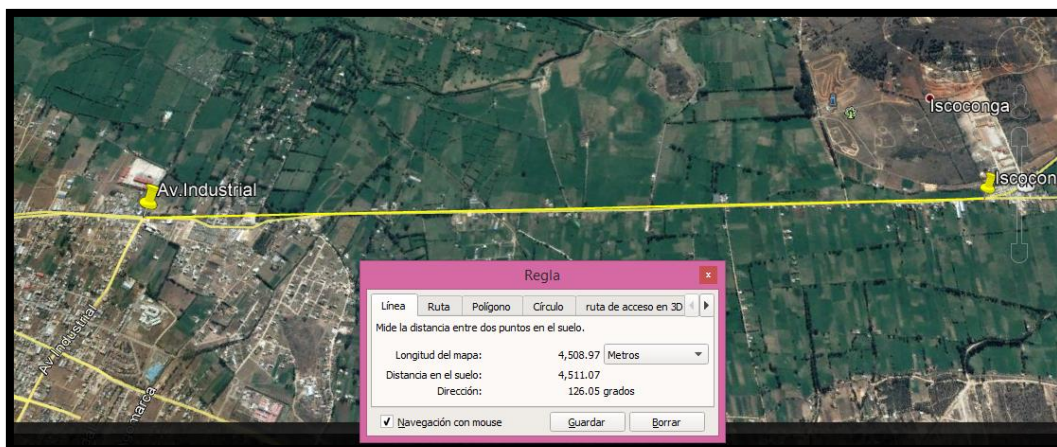 Iscoconga
Av.Industrial
Iscocon
Regla
x
Línea Ruta Polígono Círculo ruta de acceso en 3D
Mide la distancia entre dos puntos en el suelo.
Longitud del mapa: 4,508.97 Metros
Distancia en el suelo: 4,511.07
Dirección: 126.05 grados
Navegación con mouse Guardar Borrar
Av.Industrial
marca